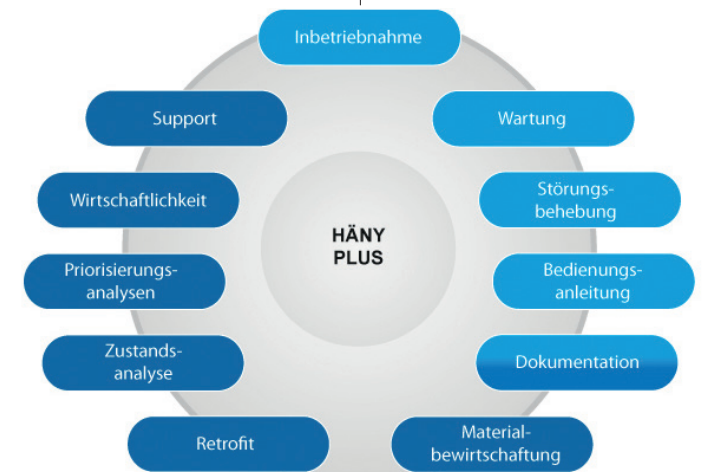 Inbetriebnahme
Support
Wartung
Wirtschaftlichkeit
Störungs-
behebung
HÄNY
PLUS
Priorisierungs-
analysen
Bedienungs-
anleitung
Zustands-
analyse
Dokumentation
Retrofit
Material-
bewirtschaftung